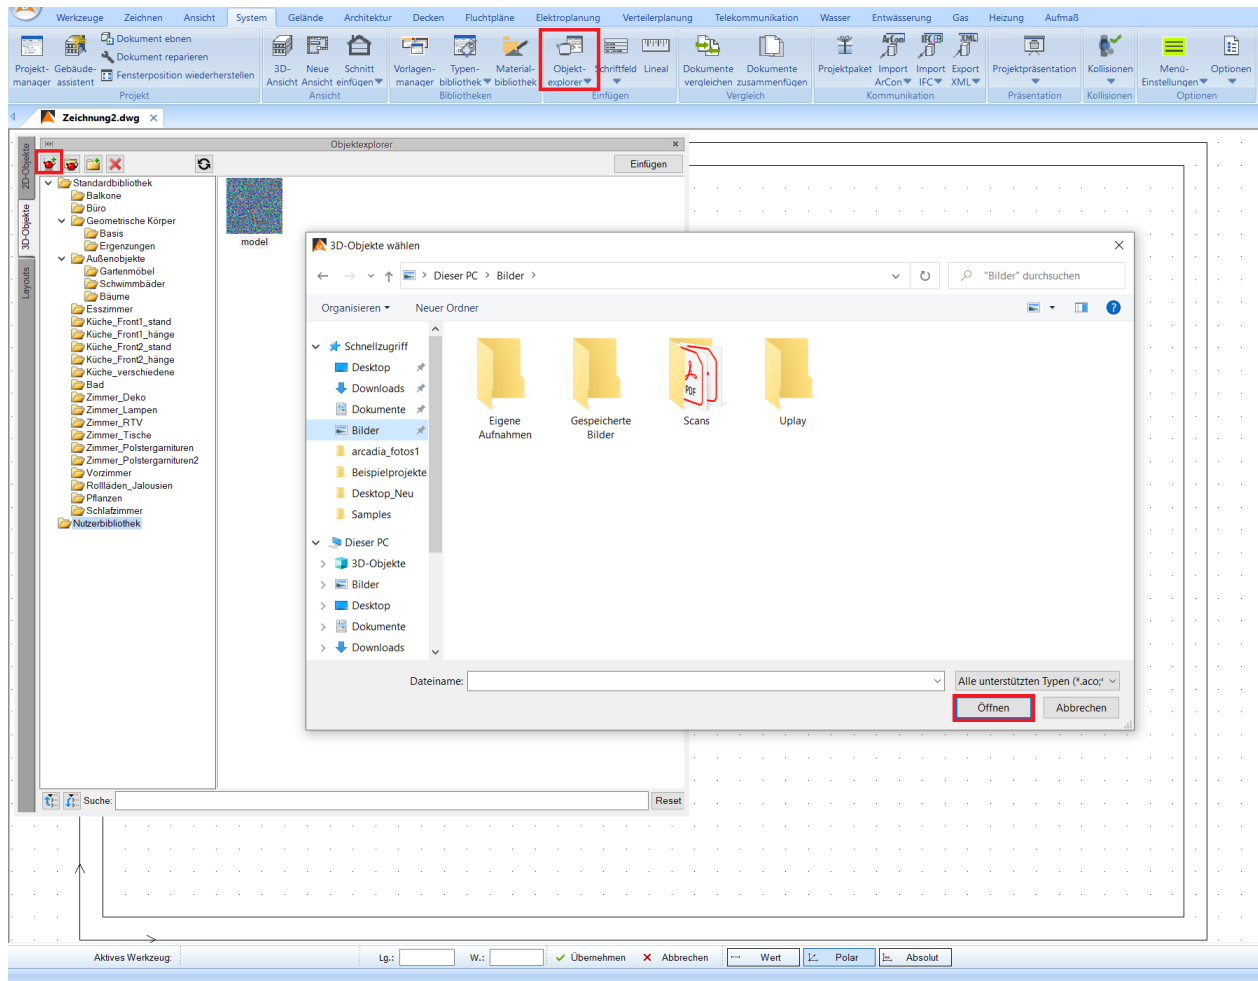 Werkzeuge Zeichnen Ansicht System Gelände Architektur Decken Fluchtpläne Elektroplanung Verteilerplanung Telekommunikation Wasser Entwässerung Gas Heizung Aufmaß
Projekt-
manager
Gebäude-
assistent
Dokument ebnen
Dokument reparieren
Fensterposition wiederherstellen
Projekt
3D-
Ansicht
Neue
Ansicht
Schnitt
einfügen
Ansicht
Vorlagen-
manager
Typen-
bibliothek
Material-
bibliothek
Bibliotheken
Objekt-
explorer
Schriftfeld
Lineal
Einfügen
Dokumente
vergleichen
Dokumente
zusammenfügen
Vergleich
Projektpaket
ArCon
Import
ArCon
IFC
Import
IFC
XML
Export
XML
Kommunikation
Projektpräsentation
Präsentation
Kollisionen
Kollisionen
Menü-
Einstellungen
Optionen
Optionen
Zeichnung2.dwg
Objektexplorer
Einfügen
2D-Objekte
3D-Objekte
Layouts
Standardbibliothek
Balkone
Büro
Geometrische Körper
Basis
Ergenzungen
Außenobjekte
Gartenmöbel
Schwimmbäder
Bäume
Esszimmer
Küche_Front1_stand
Küche_Front1_hänge
Küche_Front2_stand
Küche_Front2_hänge
Küche_verschiedene
Bad
Zimmer_Deko
Zimmer_Lampen
Zimmer_RTV
Zimmer_Tische
Zimmer_Polstergarnituren
Zimmer_Polstergarnituren2
Vorzimmer
Rollläden_Jalousien
Pflanzen
Schlafzimmer
Nutzerbibliothek
model
3D-Objekte wählen
Dieser PC > Bilder >
"Bilder" durchsuchen
Organisieren Neuer Ordner
Schnellzugriff
Desktop
Downloads
Dokumente
Bilder
arcadia_fotos1
Beispielprojekte
Desktop_Neu
Samples
Dieser PC
3D-Objekte
Bilder
Desktop
Dokumente
Downloads
Eigene
Aufnahmen
Gespeicherte
Bilder
PDF
Scans
Uplay
Dateiname:
Alle unterstützten Typen (*.aco;
Öffnen Abbrechen
Suche: Reset
Aktives Werkzeug: Lg.: W.: Übernehmen Abbrechen Wert Polar Absolut